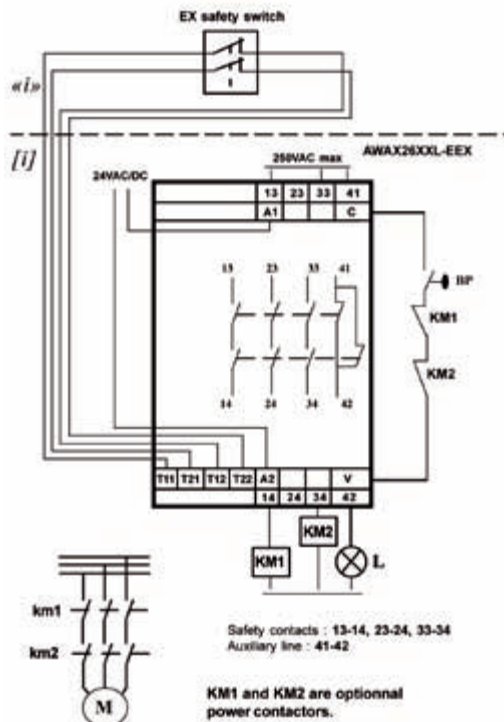 EX safety switch
«i»
[i]
AWAX26XXL-EEX
250VAC max
24VAC/DC
13 23 33 41
A1 C
13 23 33 41
BP
KM1
KM2
14 24 34 42
T11 T21 T12 T22 A2 V
14 24 34 42
KM1 KM2 L
km1
km2
M
Safety contacts : 13-14, 23-24, 33-34
Auxiliary line : 41-42
KM1 and KM2 are optionnal
power contactors.